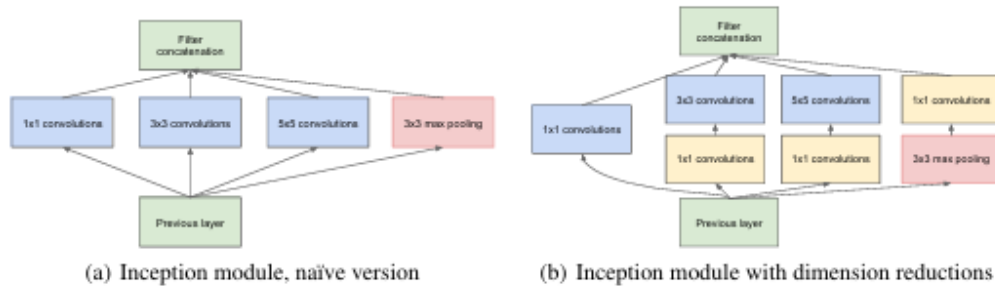 Filter
concatenation
1x1 convolutions
3x3 convolutions
5x5 convolutions
3x3 max pooling
Previous layer
(a) Inception module, naïve version
Filter
concatenation
3x3 convolutions
5x5 convolutions
1x1 convolutions
1x1 convolutions
1x1 convolutions
1x1 convolutions
3x3 max pooling
Previous layer
(b) Inception module with dimension reductions